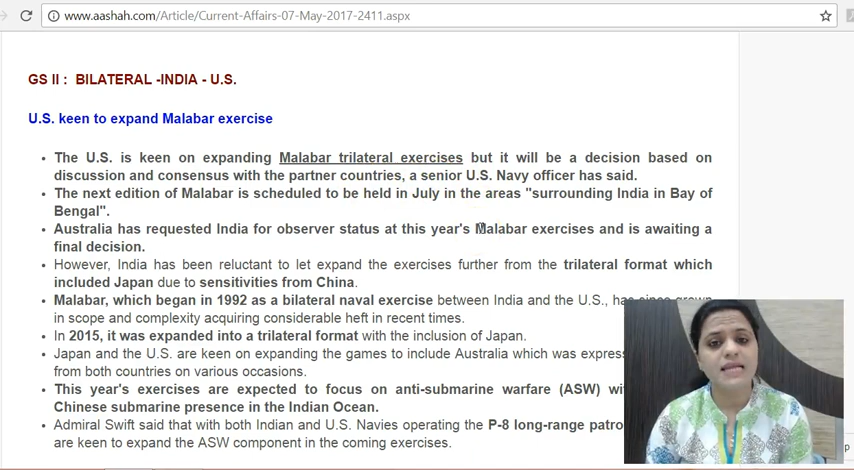 www.aashah.com/Article/Current-Affairs-07-May-2017-2411.aspx
GS II : BILATERAL -INDIA - U.S.
U.S. keen to expand Malabar exercise
• The U.S. is keen on expanding Malabar trilateral exercises but it will be a decision based on
discussion and consensus with the partner countries, a senior U.S. Navy officer has said.
• The next edition of Malabar is scheduled to be held in July in the areas "surrounding India in Bay of
Bengal".
• Australia has requested India for observer status at this year's Malabar exercises and is awaiting a
final decision.
• However, India has been reluctant to let expand the exercises further from the trilateral format which
included Japan due to sensitivities from China.
• Malabar, which began in 1992 as a bilateral naval exercise between India and the U.S., has since grown
in scope and complexity acquiring considerable heft in recent times.
• In 2015, it was expanded into a trilateral format with the inclusion of Japan.
• Japan and the U.S. are keen on expanding the games to include Australia which was
from both countries on various occasions.
• This year's exercises are expected to focus on anti-submarine warfare (ASW)
Chinese submarine presence in the Indian Ocean.
• Admiral Swift said that with both Indian and U.S. Navies operating the P-8 long-range
are keen to expand the ASW component in the coming exercises.